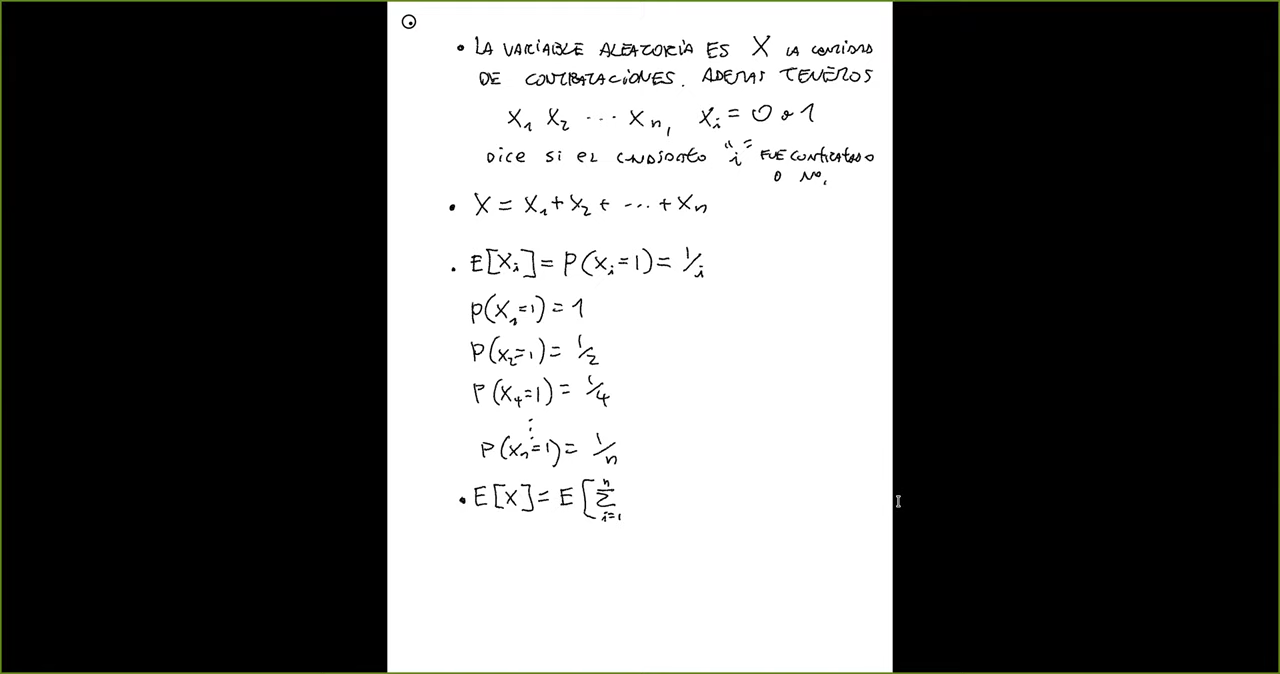 • LA VARIABLE ALEATORIA ES X LA CANTIDAD
DE CONTRATACIONES. ADEMAS TENEMOS
X₁ X₂ ... Xₙ, Xᵢ = 0 o 1
DICE SI EL CANDIDATO "i" FUE CONTRATADO
O NO.
• X = X₁ + X₂ + ... + Xₙ
• E[Xᵢ] = P(Xᵢ=1) = 1/i
P(X₁=1) = 1
P(X₂=1) = 1/2
P(X₄=1) = 1/4
⋮
P(Xₙ=1) = 1/n
• E[X] = E[∑ⁿᵢ₌₁